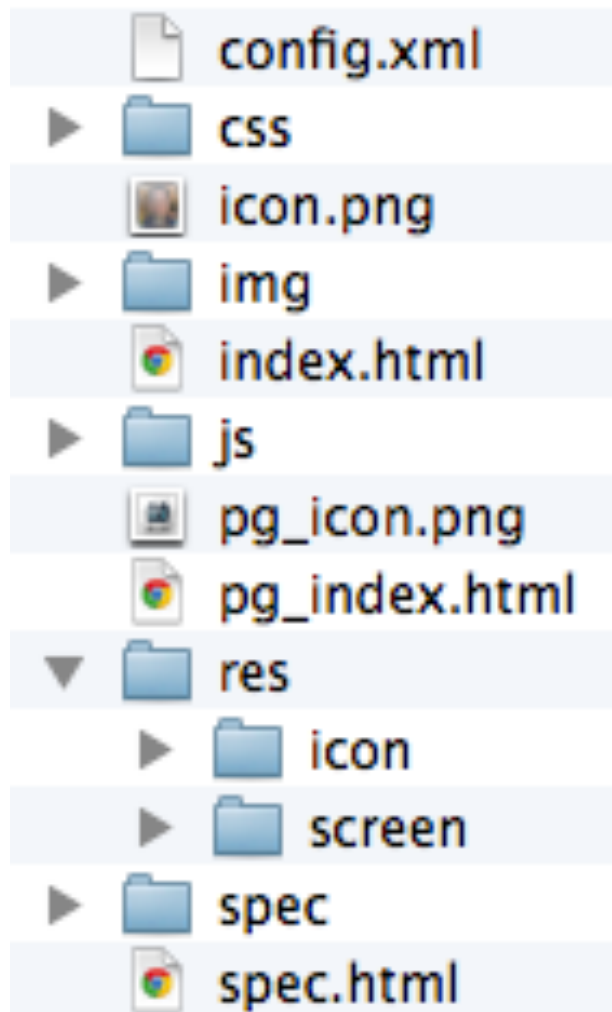 config.xml
css
icon.png
img
index.html
js
pg_icon.png
pg_index.html
res
icon
screen
spec
spec.html